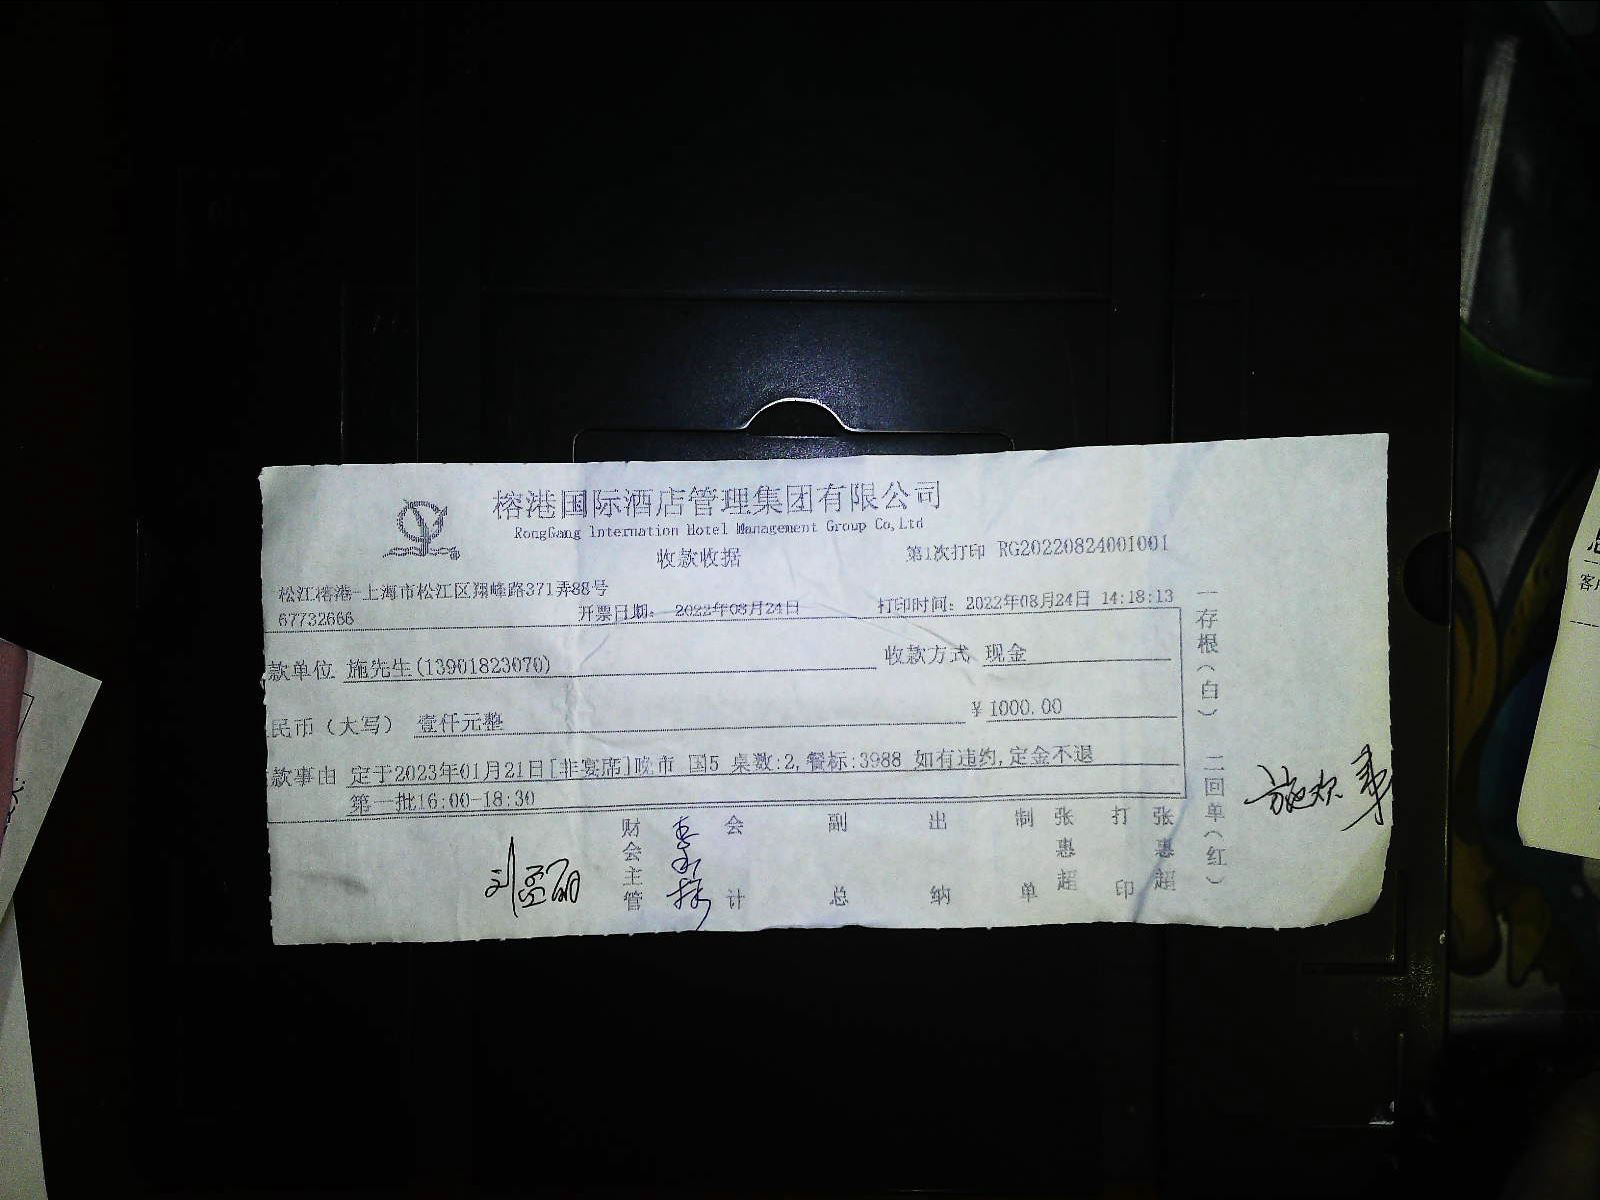 榕港国际酒店管理集团有限公司
RongGang Internation Hotel Management Group Co,Ltd
收款收据
第1次打印 RG20220824001001
松江榕港-上海市松江区翔峰路371弄88号
67732666
开票日期: 2022年08月24日
打印时间: 2022年08月24日 14:18:13
款单位 施先生(13901823070)
收款方式 现金
民币（大写） 壹仟元整
¥ 1000.00
款事由 定于2023年01月21日[非宴席]晚市 国5 桌数:2,餐标:3988 如有违约,定金不退
第一批16:00-18:30
财会主管
会计
副总
出纳
制单 张惠超
打印 张惠超
一存根(白) 二回单(红)
客户